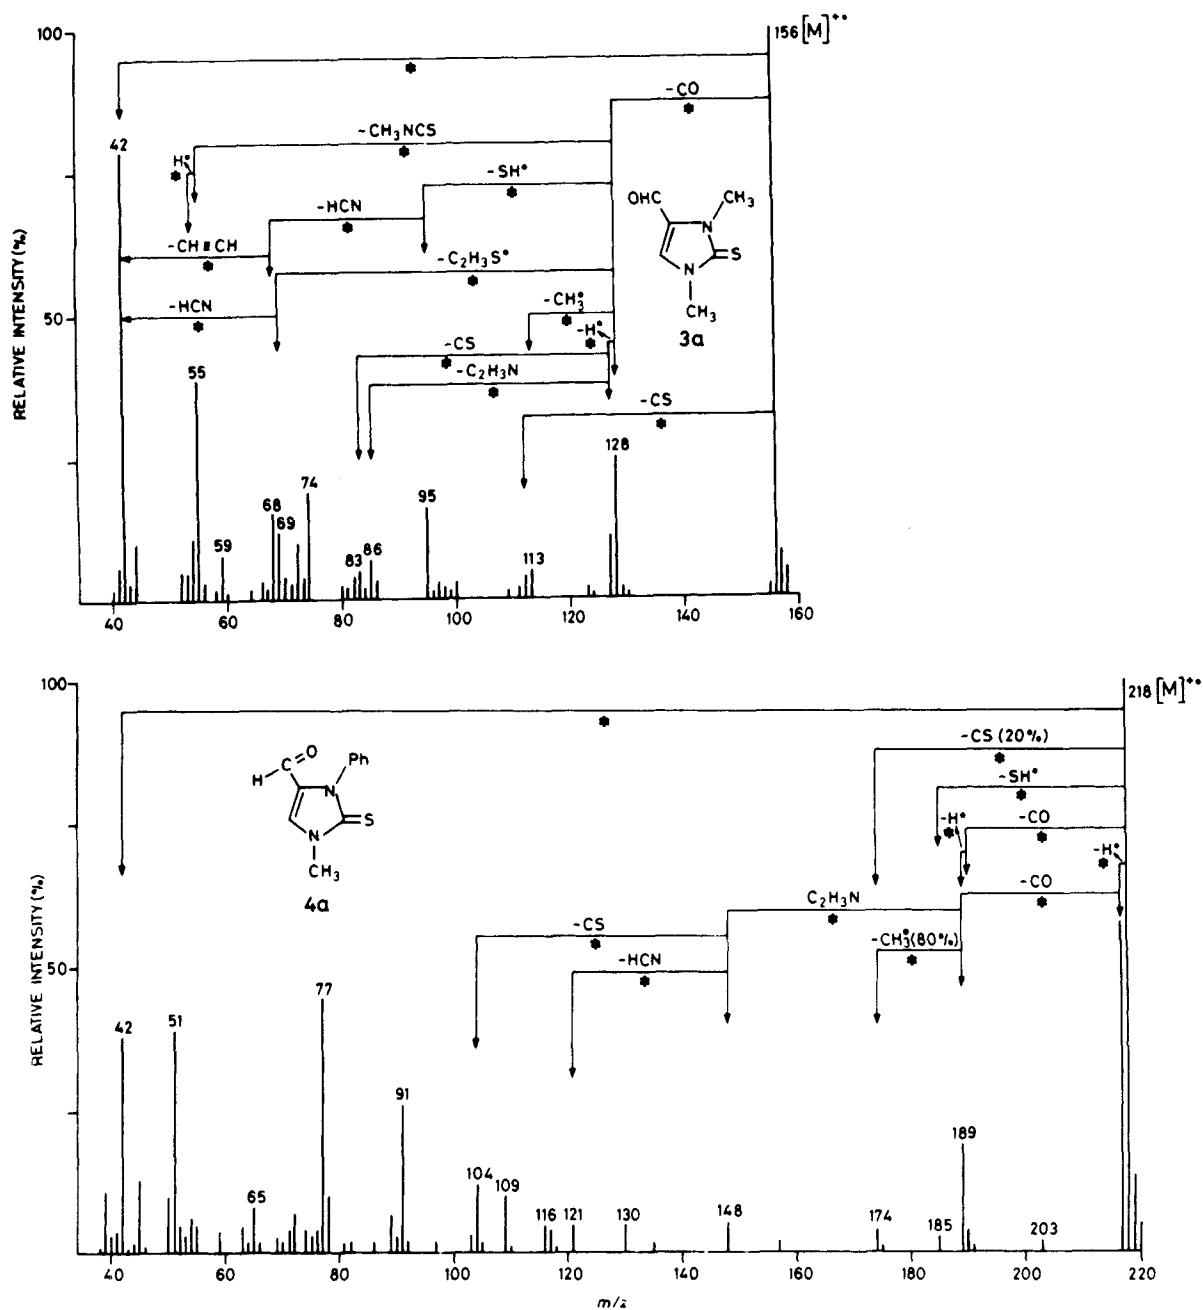 100
156 [M]+•
-CO
*
-CH3NCS
*
H•
*
42
-SH•
*
-HCN
*
-CH≡CH
*
-C2H3S•
*
-HCN
*
-CH3•
*
-H•
*
-CS
*
-C2H3N
*
-CS
*
OHC
CH3
N
S
N
CH3
3a
RELATIVE INTENSITY (%)
50
55
59
68
69
74
83
86
95
113
128
40
60
80
100
120
140
160
100
218 [M]+•
*
-CS (20%)
*
-SH•
*
-H•
*
-CO
*
-H•
*
-CO
*
C2H3N
*
-CH3•(80%)
*
-CS
*
-HCN
*
O
H
C
Ph
N
S
N
CH3
4a
RELATIVE INTENSITY (%)
50
42
51
65
77
91
104
109
116
121
130
148
174
185
189
203
40
60
80
100
120
140
160
180
200
220
m/z